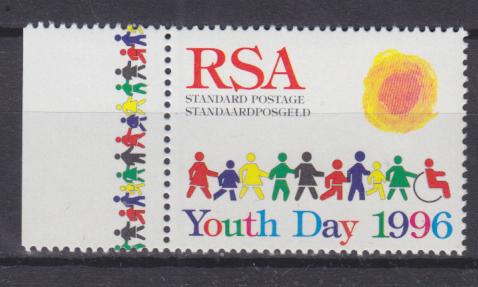 RSA
STANDARD POSTAGE
STANDAARDPOSGELD
Youth Day 1996